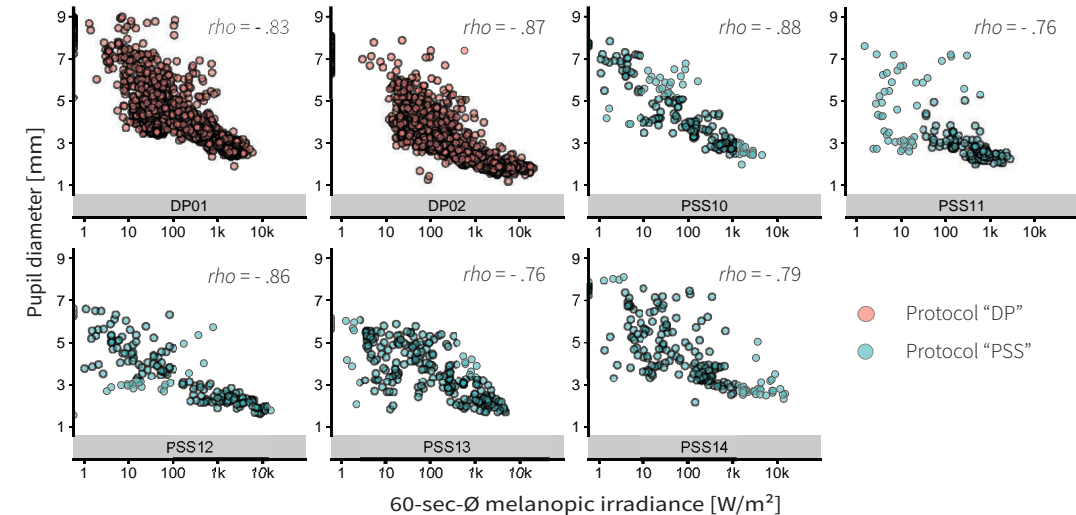 Pupil diameter [mm]
9
7
5
3
1
rho = - .83
DP01
1 10 100 1k 10k
9
7
5
3
1
rho = - .87
DP02
1 10 100 1k 10k
9
7
5
3
1
rho = - .88
PSS10
1 10 100 1k 10k
9
7
5
3
1
rho = - .76
PSS11
1 10 100 1k 10k
9
7
5
3
1
rho = - .86
PSS12
1 10 100 1k 10k
9
7
5
3
1
rho = - .76
PSS13
1 10 100 1k 10k
9
7
5
3
1
rho = - .79
PSS14
1 10 100 1k 10k
Protocol “DP”
Protocol “PSS”
60-sec-Ø melanopic irradiance [W/m²]